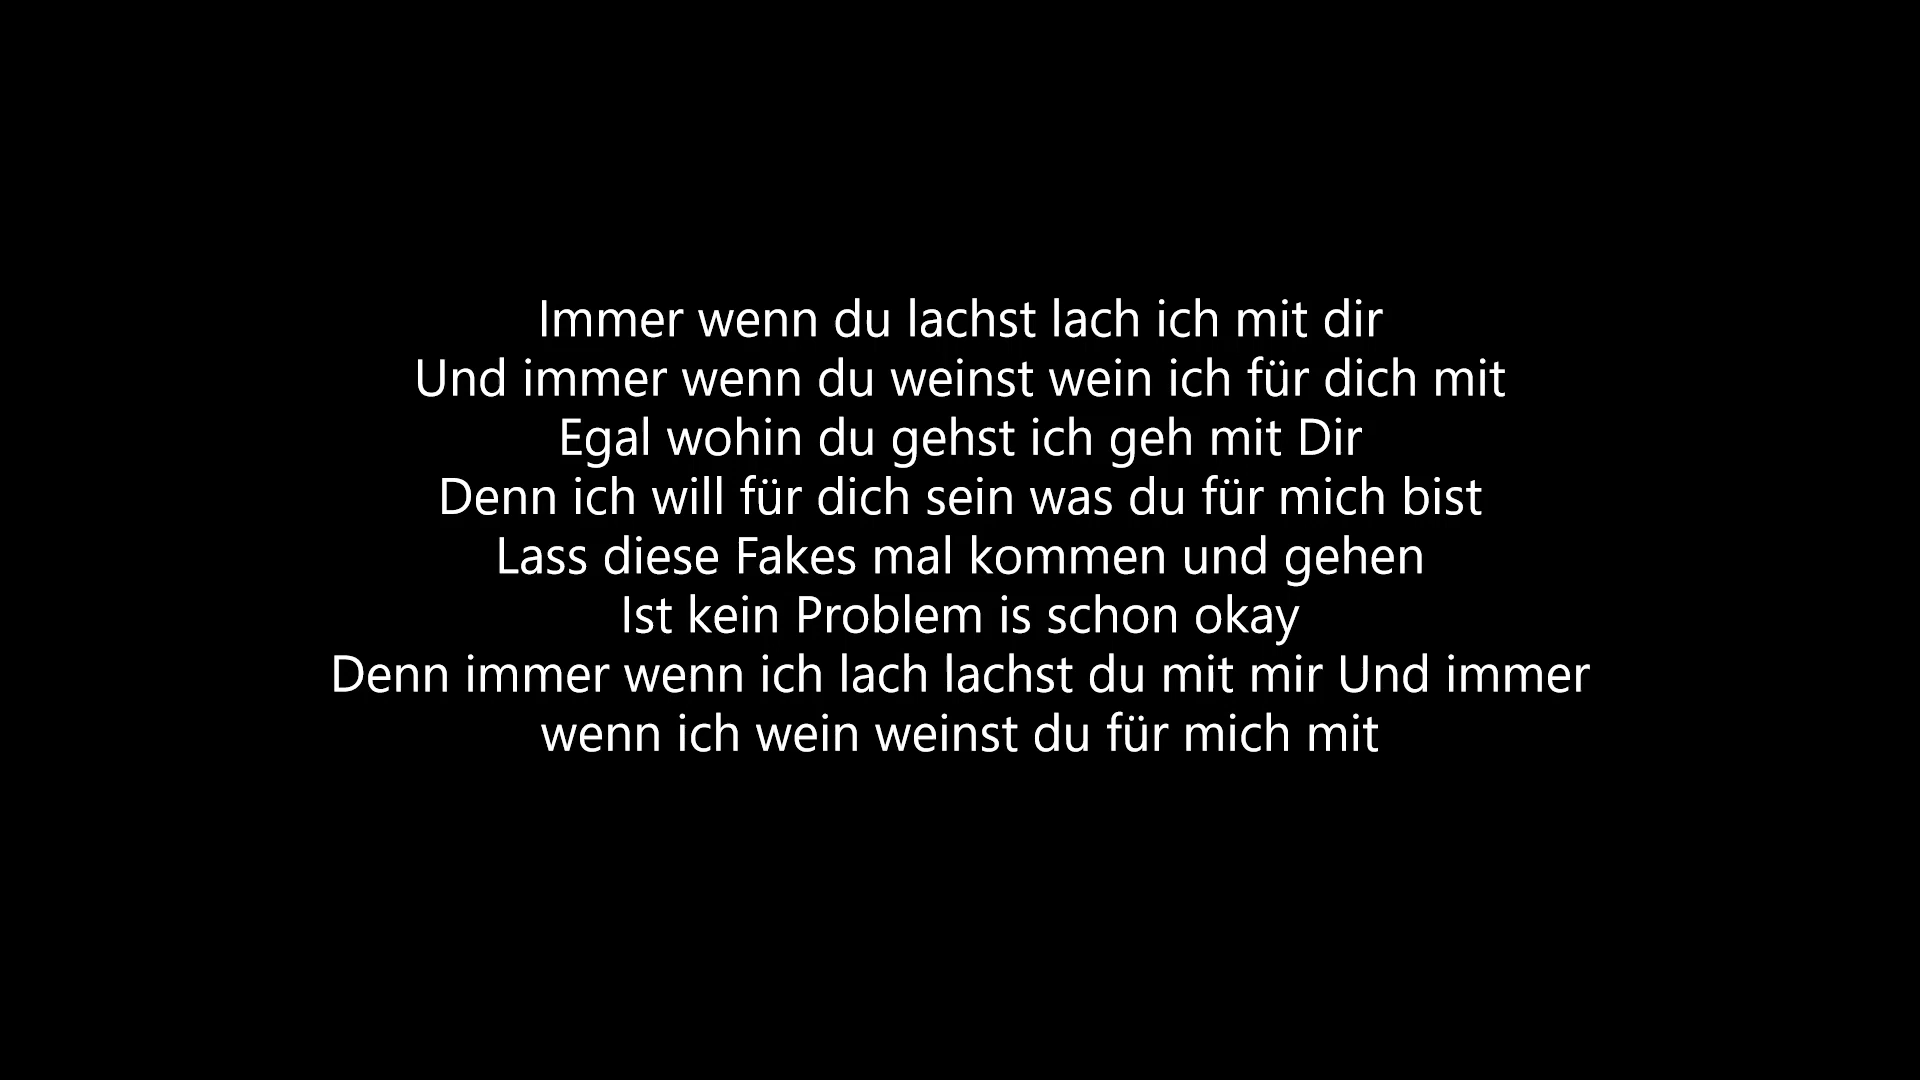 Immer wenn du lachst lach ich mit dir
Und immer wenn du weinst wein ich für dich mit
Egal wohin du gehst ich geh mit Dir
Denn ich will für dich sein was du für mich bist
Lass diese Fakes mal kommen und gehen
Ist kein Problem is schon okay
Denn immer wenn ich lach lachst du mit mir Und immer
wenn ich wein weinst du für mich mit